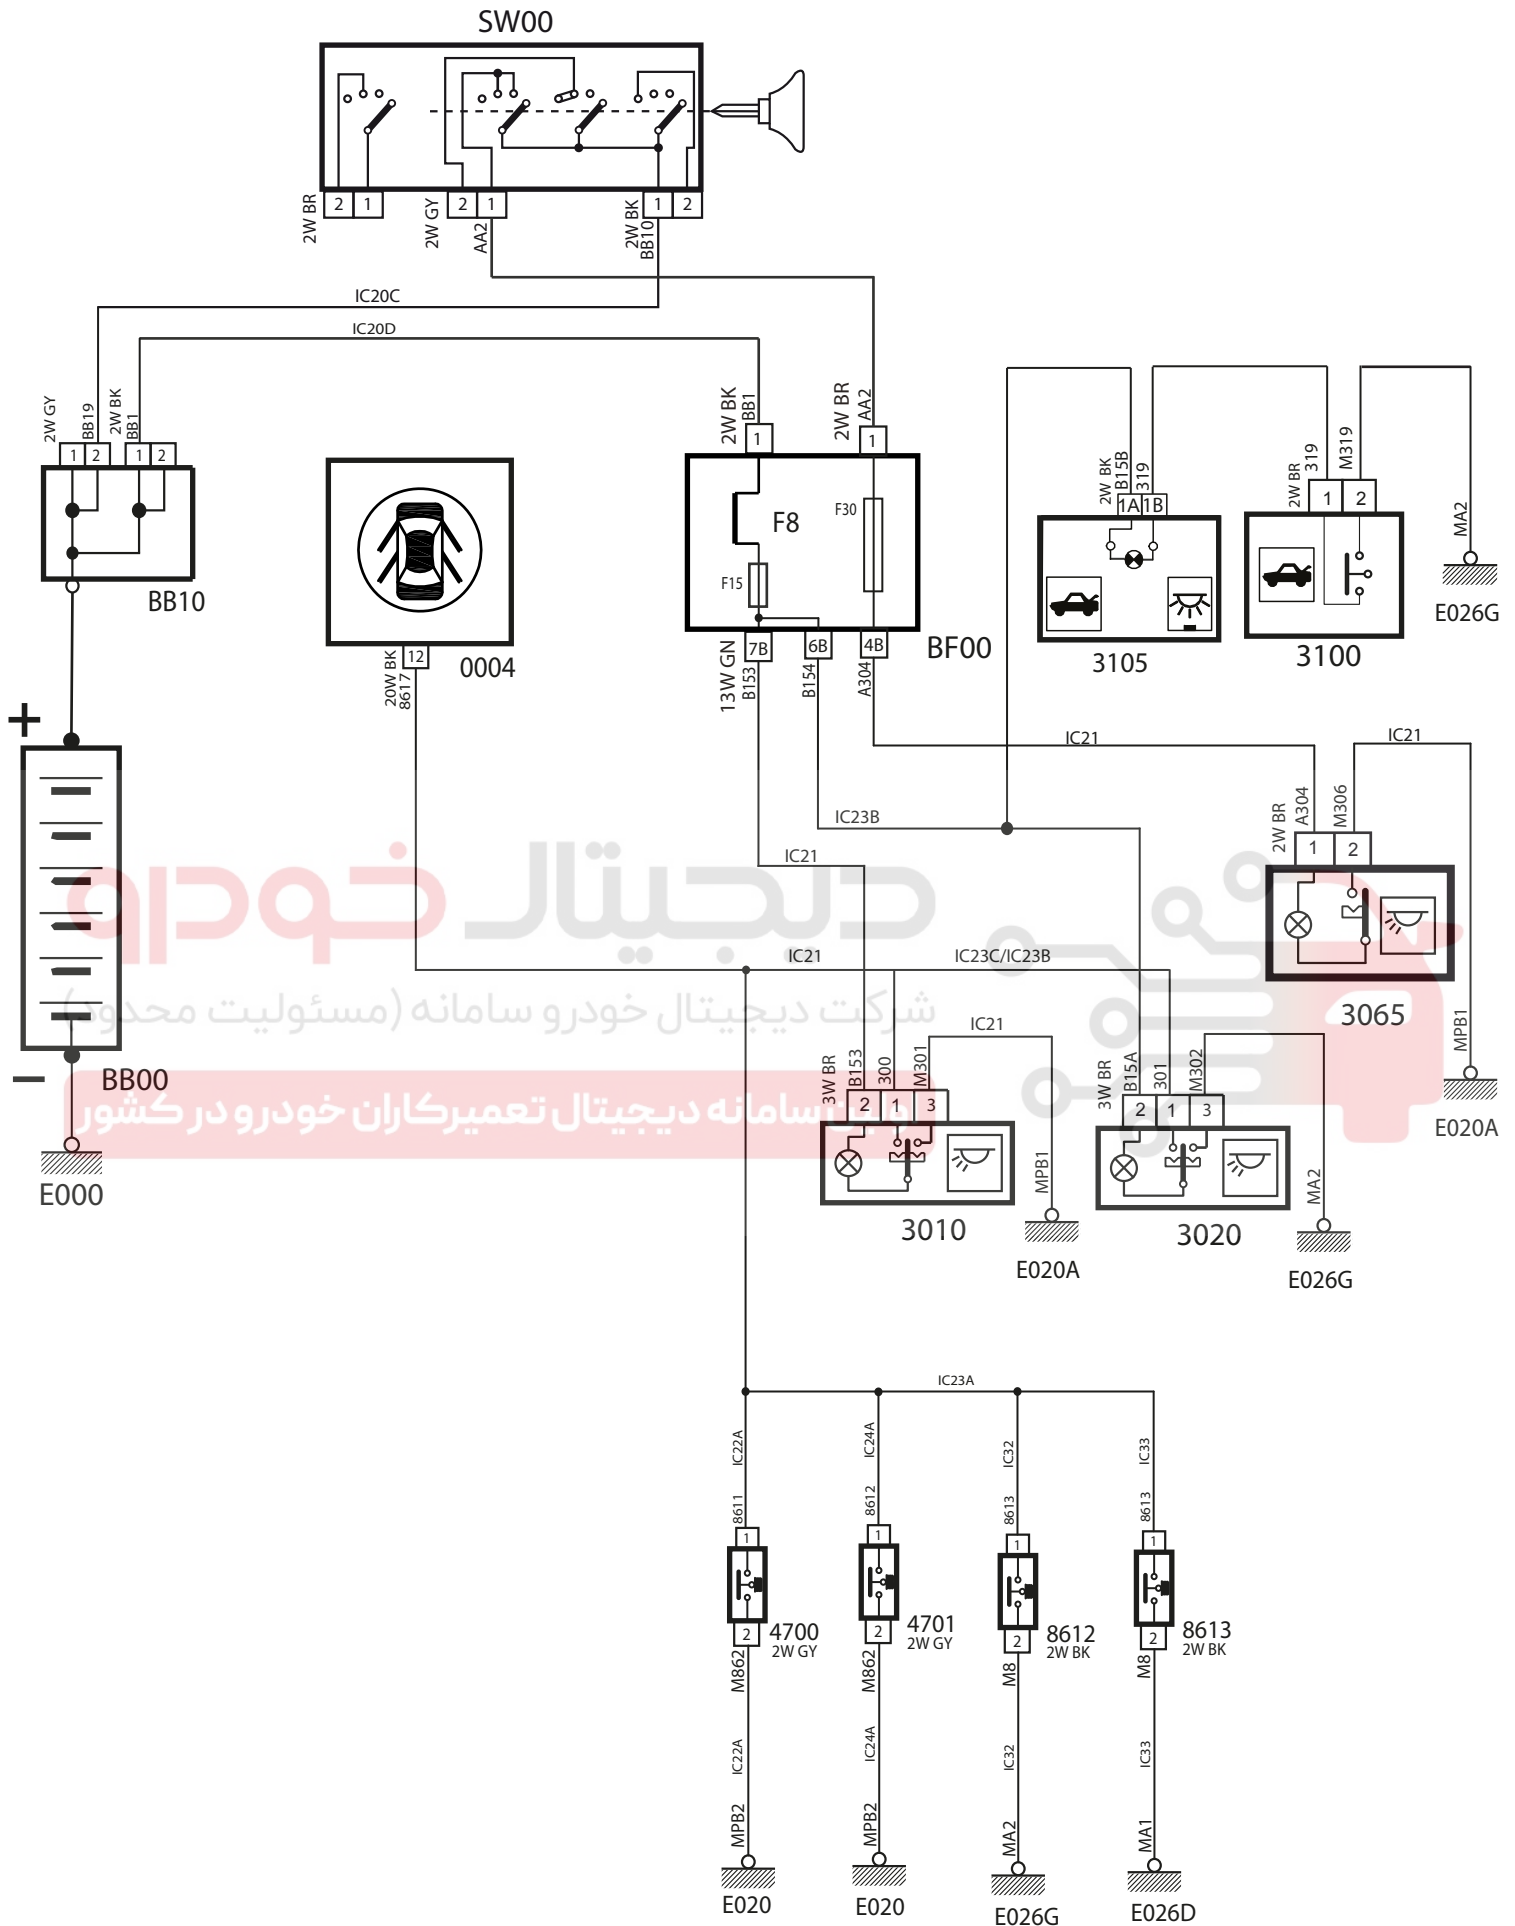 SW00
2W BR
2
1
2W GY
2
1
AA2
2W BK
BB10
1
2
IC20C
IC20D
2W GY
BB19
2W BK
BB1
1
2
1
2
BB10
2W BK
BB1
1
2W BR
AA2
1
F8
F30
F15
7B
6B
4B
BF00
13W GN
B153
B154
A304
12
0004
20W BK
8617
2W BK
B15B
319
1A
1B
3105
2W BR
319
M319
1
2
3100
MA2
E026G
IC21
IC21
IC23B
IC21
2W BR
A304
M306
1
2
3065
MPB1
E020A
+
−
BB00
E000
دیجیتال خودرو
شرکت دیجیتال خودرو سامانه (مسئولیت محدود)
سامانه دیجیتال تعمیرکاران خودرو در کشور
IC21
IC23C/IC23B
IC21
3W BR
B153
300
M301
2
1
3
3010
MPB1
E020A
3W BR
B15A
301
M302
2
1
3
3020
MA2
E026G
IC23A
IC22A
IC24A
IC32
IC33
8611
8612
8613
8613
1
1
1
1
2
2
2
2
4700
2W GY
4701
2W GY
8612
2W BK
8613
2W BK
M862
M862
M8
M8
IC22A
IC24A
IC32
IC33
MPB2
MPB2
MA2
MA1
E020
E020
E026G
E026D